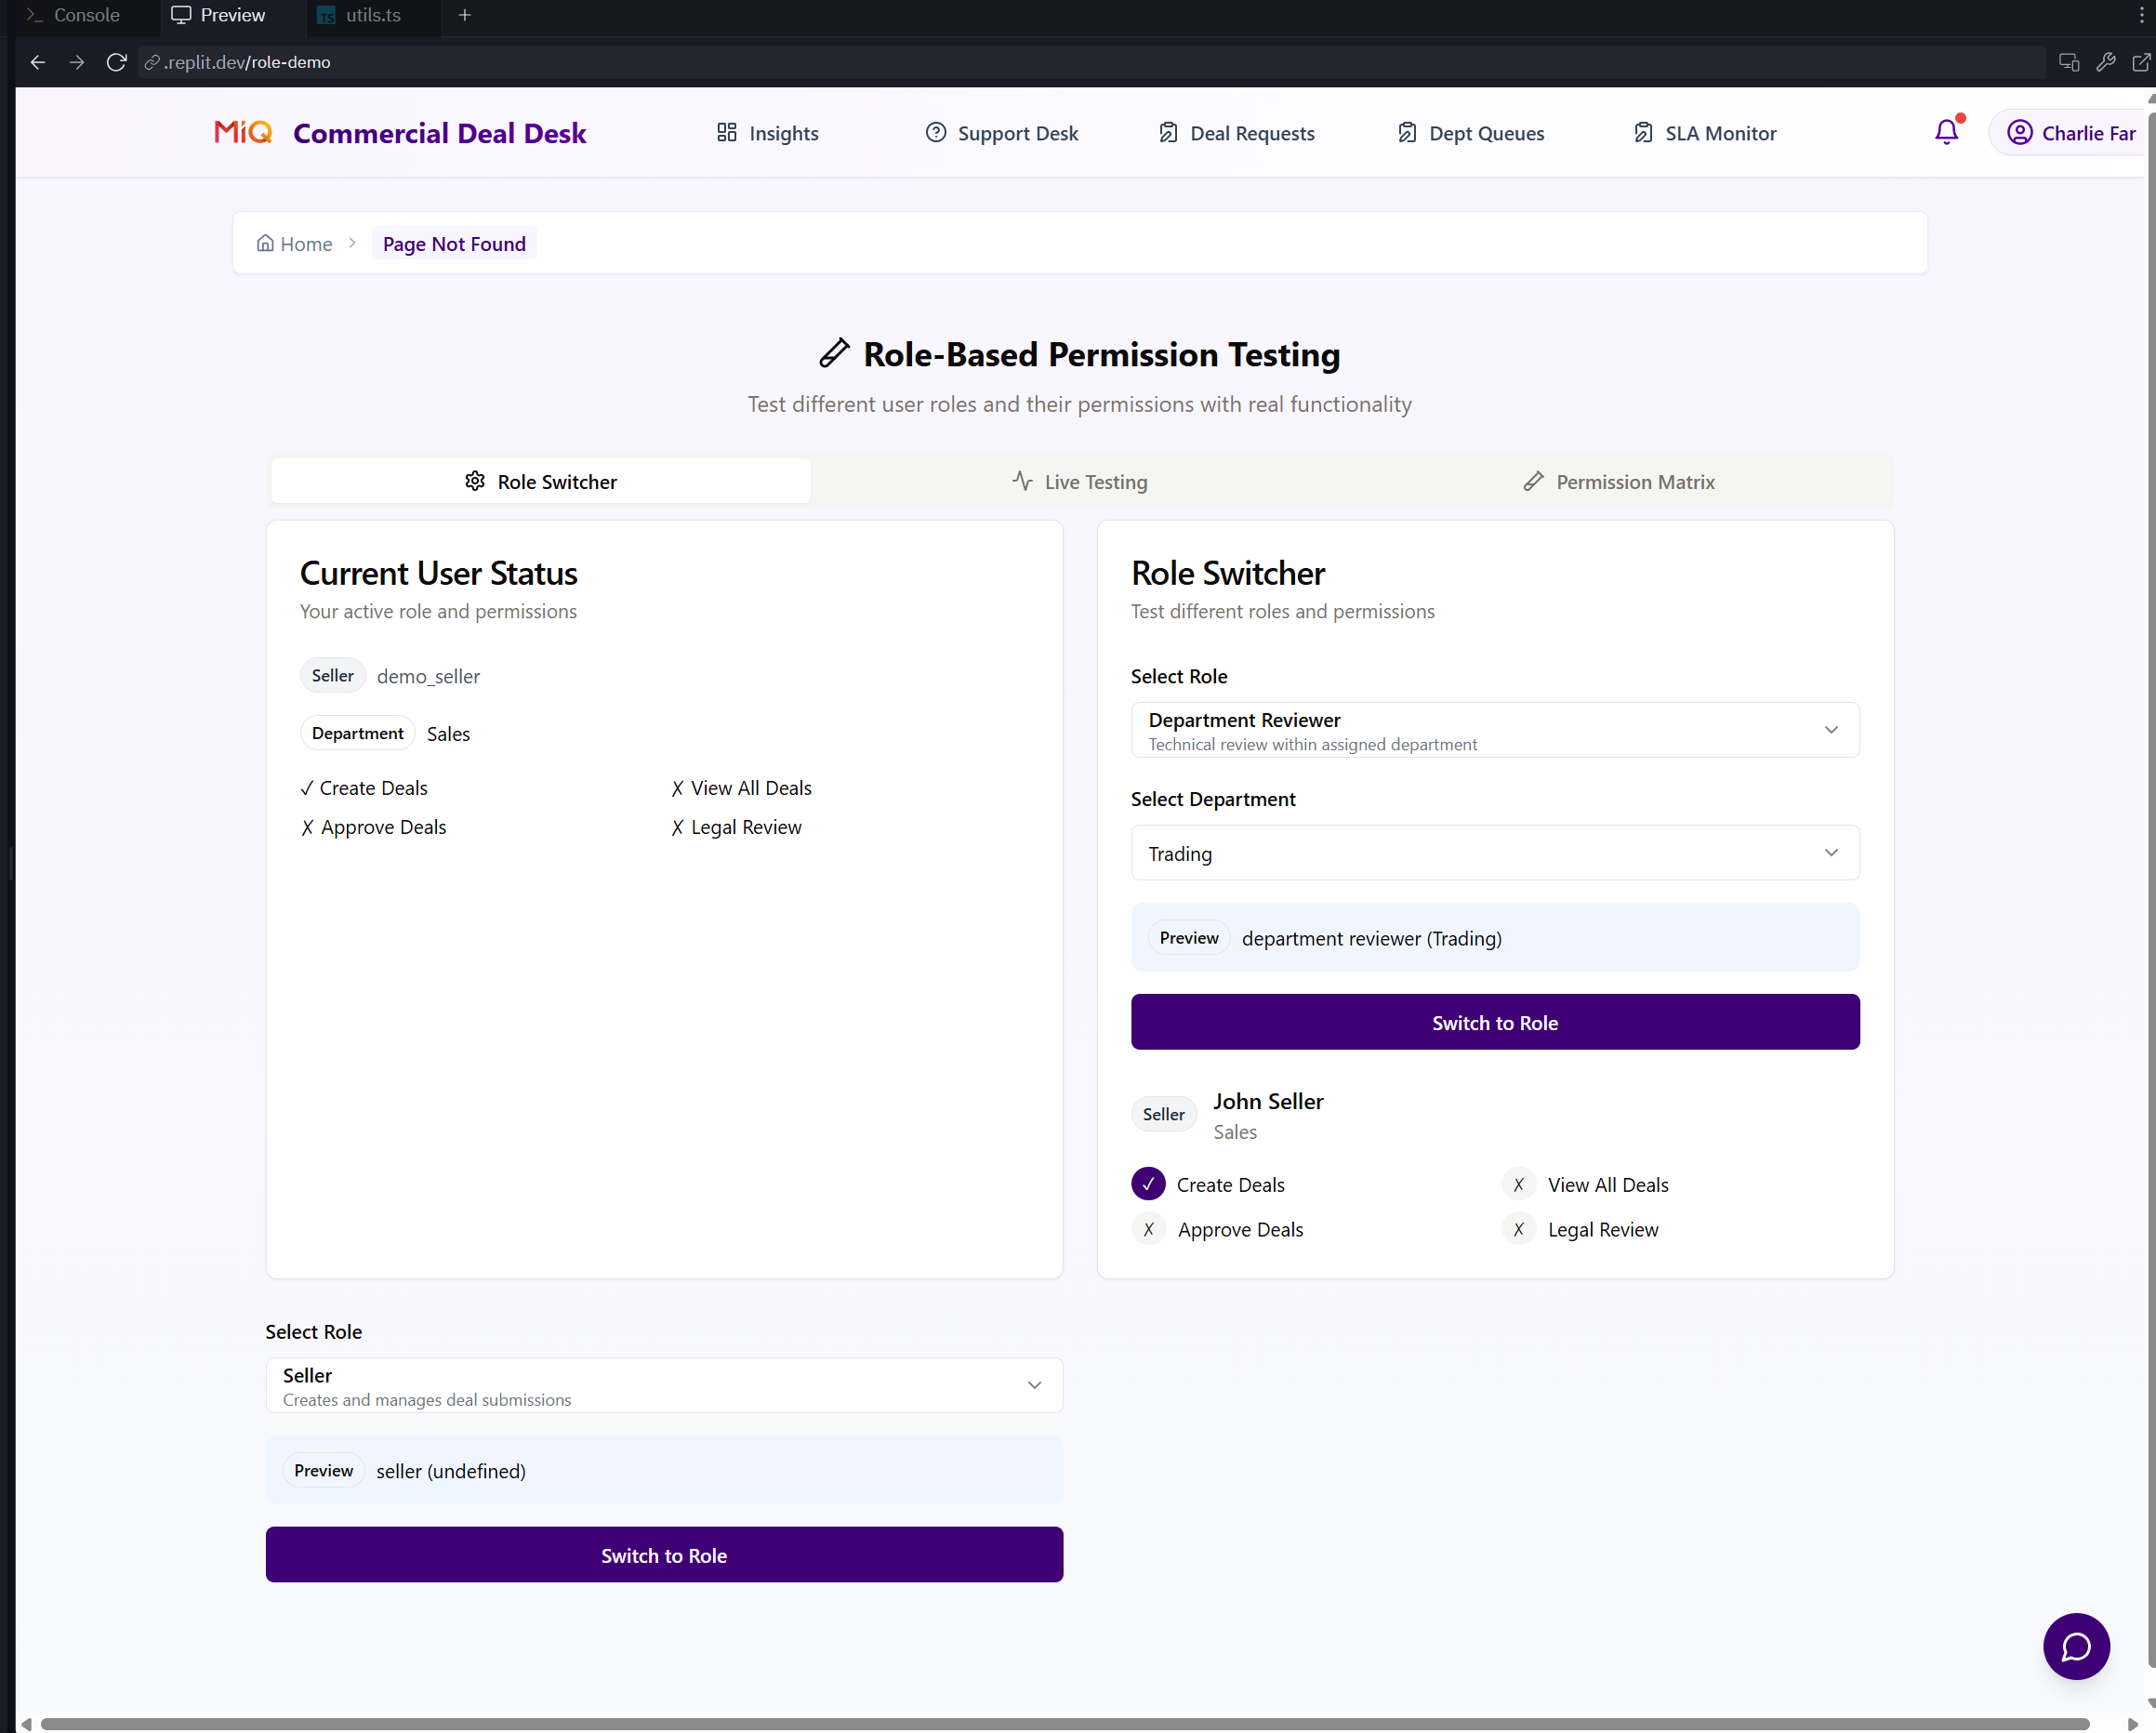 Console
Preview
TS utils.ts
.replit.dev/role-demo
MiQ Commercial Deal Desk
Insights
Support Desk
Deal Requests
Dept Queues
SLA Monitor
Charlie Far
Home
Page Not Found
Role-Based Permission Testing
Test different user roles and their permissions with real functionality
Role Switcher
Live Testing
Permission Matrix
Current User Status
Your active role and permissions
Seller demo_seller
Department Sales
✓ Create Deals
✗ View All Deals
✗ Approve Deals
✗ Legal Review
Role Switcher
Test different roles and permissions
Select Role
Department Reviewer
Technical review within assigned department
Select Department
Trading
Preview department reviewer (Trading)
Switch to Role
Seller
John Seller
Sales
✓ Create Deals
✗ View All Deals
✗ Approve Deals
✗ Legal Review
Select Role
Seller
Creates and manages deal submissions
Preview seller (undefined)
Switch to Role